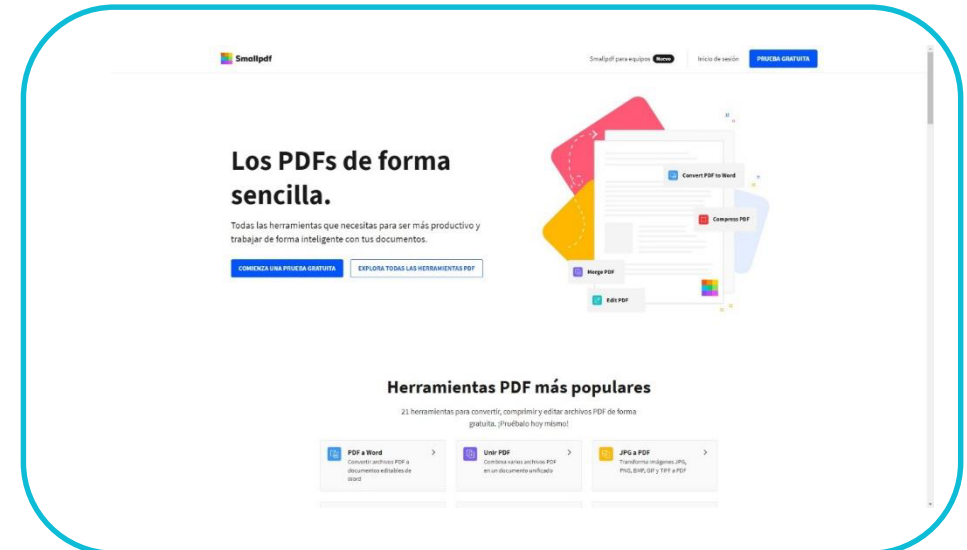 Smallpdf
Smallpdf para equipos Nuevo
Inicio de sesión
PRUEBA GRATUITA
Los PDFs de forma
sencilla.
Todas las herramientas que necesitas para ser más productivo y
trabajar de forma inteligente con tus documentos.
COMIENZA UNA PRUEBA GRATUITA
EXPLORA TODAS LAS HERRAMIENTAS PDF
Convert PDF to Word
Compress PDF
Merge PDF
Edit PDF
Herramientas PDF más populares
21 herramientas para convertir, comprimir y editar archivos PDF de forma
gratuita. ¡Pruébalo hoy mismo!
PDF a Word
Convertir archivos PDF a
documentos editables de
Word
Unir PDF
Combina varios archivos PDF
en un documento unificado
JPG a PDF
Transforma imágenes JPG,
PNG, BMP, GIF y TIFF a PDF